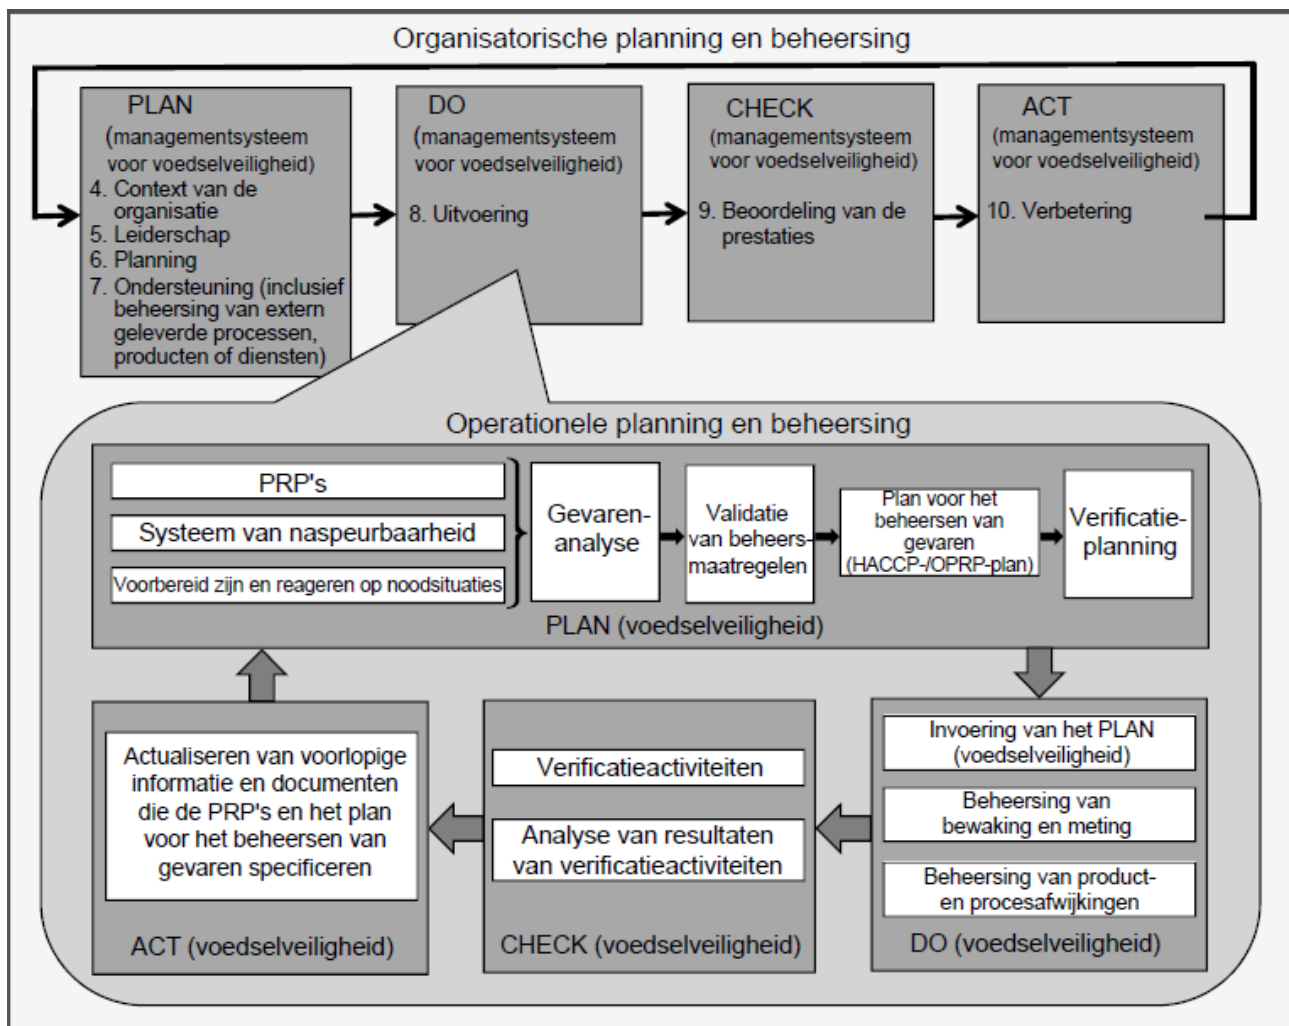 Organisatorische planning en beheersing
PLAN
(managementsysteem
voor voedselveiligheid)
4. Context van de
organisatie
5. Leiderschap
6. Planning
7. Ondersteuning (inclusief
beheersing van extern
geleverde processen,
producten of diensten)
DO
(managementsysteem
voor voedselveiligheid)
8. Uitvoering
CHECK
(managementsysteem
voor voedselveiligheid)
9. Beoordeling van de
prestaties
ACT
(managementsysteem
voor voedselveiligheid)
10. Verbetering
Operationele planning en beheersing
PRP's
Systeem van naspeurbaarheid
Voorbereid zijn en reageren op noodsituaties
Gevaren-
analyse
Validatie
van beheers-
maatregelen
Plan voor het
beheersen van
gevaren
(HACCP-/OPRP-plan)
Verificatie-
planning
PLAN (voedselveiligheid)
Actualiseren van voorlopige
informatie en documenten
die de PRP's en het plan
voor het beheersen van
gevaren specificeren
ACT (voedselveiligheid)
Verificatieactiviteiten
Analyse van resultaten
van verificatieactiviteiten
CHECK (voedselveiligheid)
Invoering van het PLAN
(voedselveiligheid)
Beheersing van
bewaking en meting
Beheersing van product-
en procesafwijkingen
DO (voedselveiligheid)